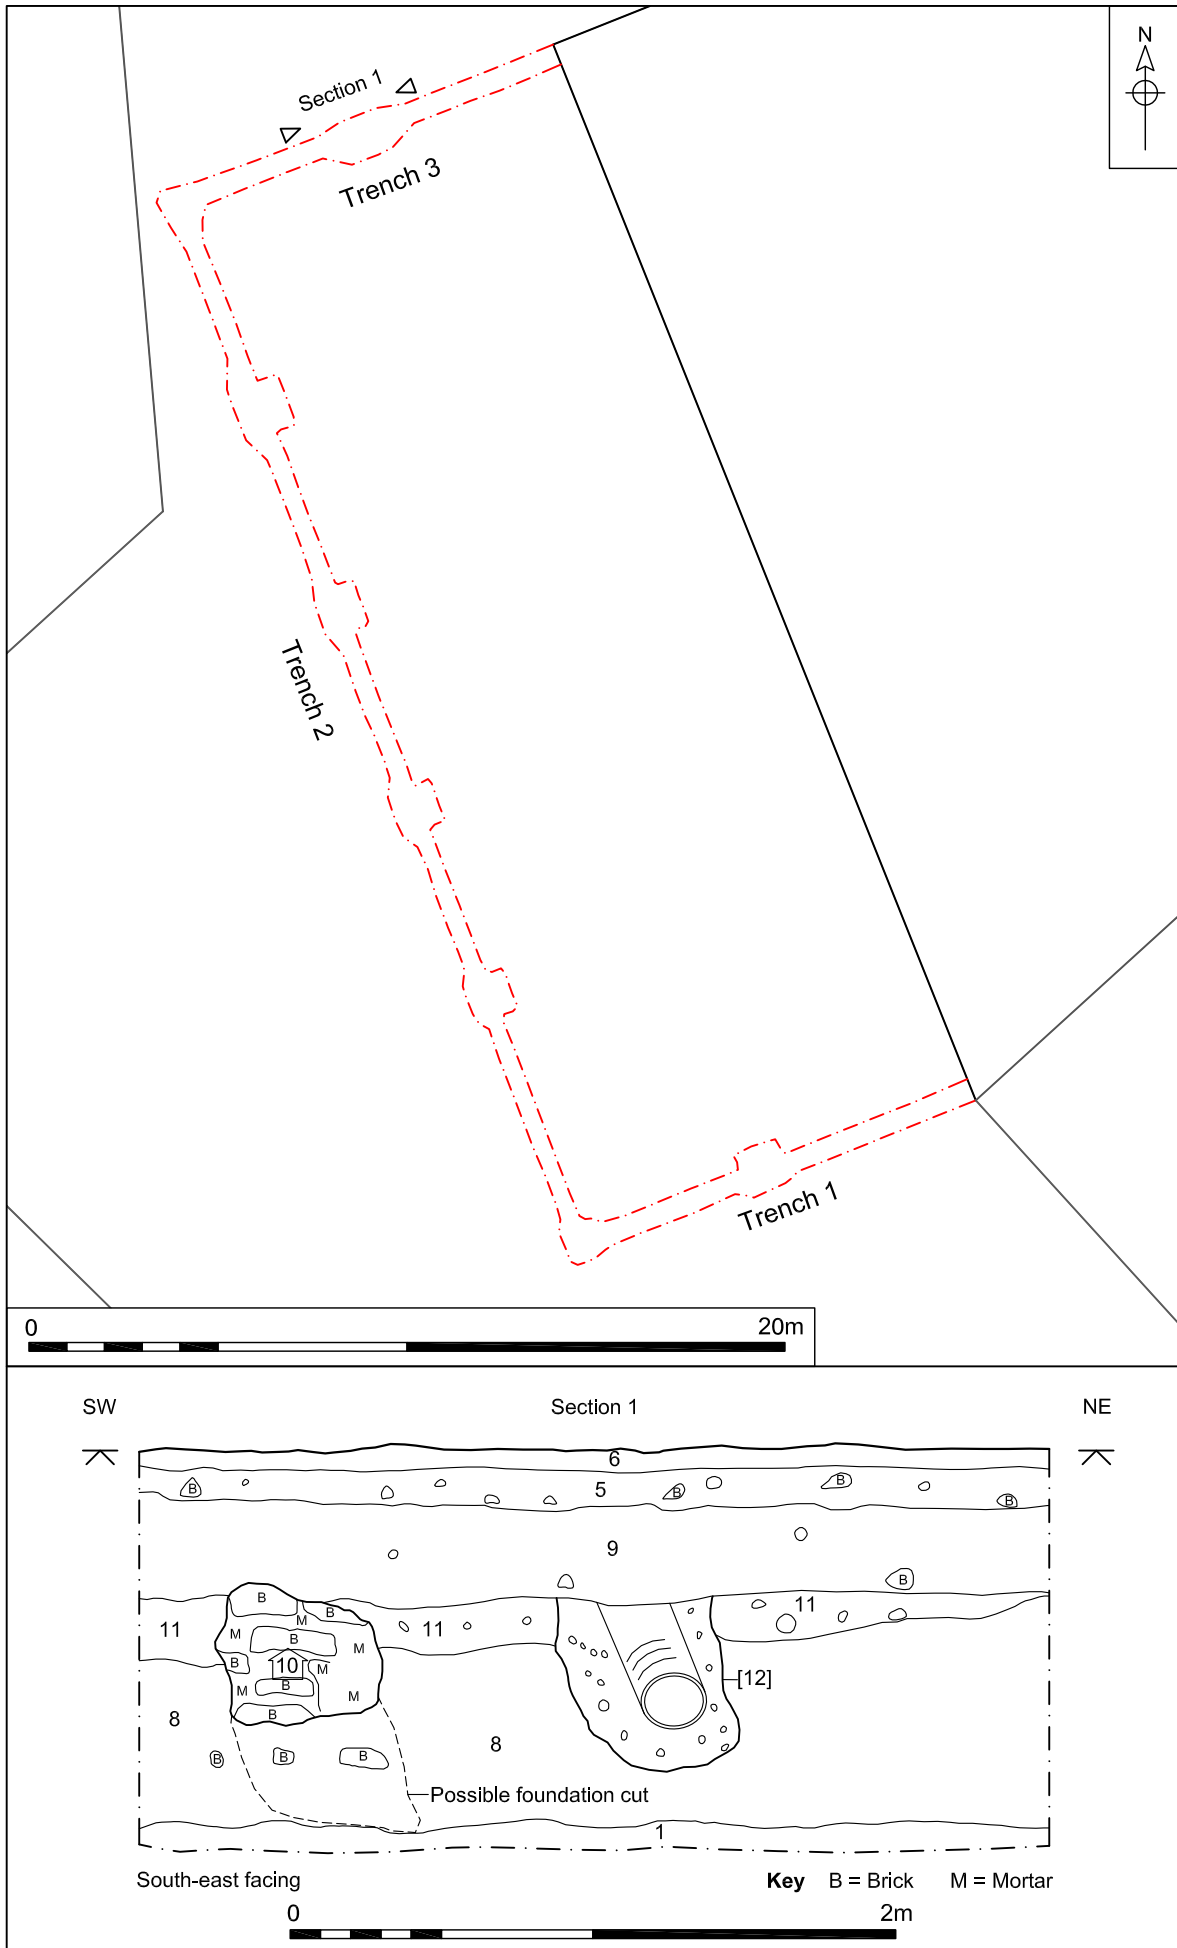 N
Section 1
Trench 3
Trench 2
Trench 1
0 20m
SW Section 1 NE
6
B 5 B B B
9
B
B
B 11
M M
11 B 11
M
B 10 M
[12]
M B M
B
8 8
B B B
Possible foundation cut
1
South-east facing Key B = Brick M = Mortar
0 2m